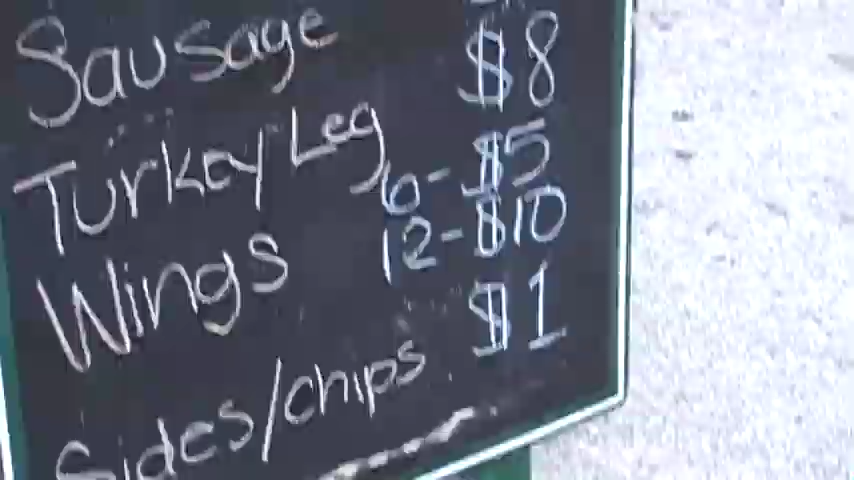 Sausage
Turkey Leg $8
Wings 6-$5
12-$10
Sides/chips $1